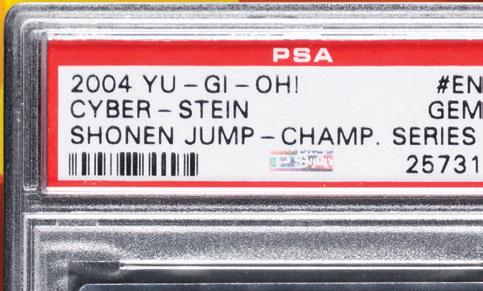 PSA
2004 YU-GI-OH! #EN
CYBER-STEIN GEM
SHONEN JUMP-CHAMP. SERIES
25731